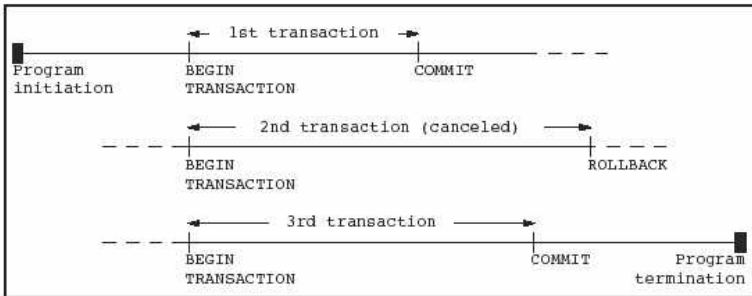 1st transaction
Program initiation
BEGIN TRANSACTION
COMMIT
2nd transaction (canceled)
BEGIN TRANSACTION
ROLLBACK
3rd transaction
BEGIN TRANSACTION
COMMIT
Program termination